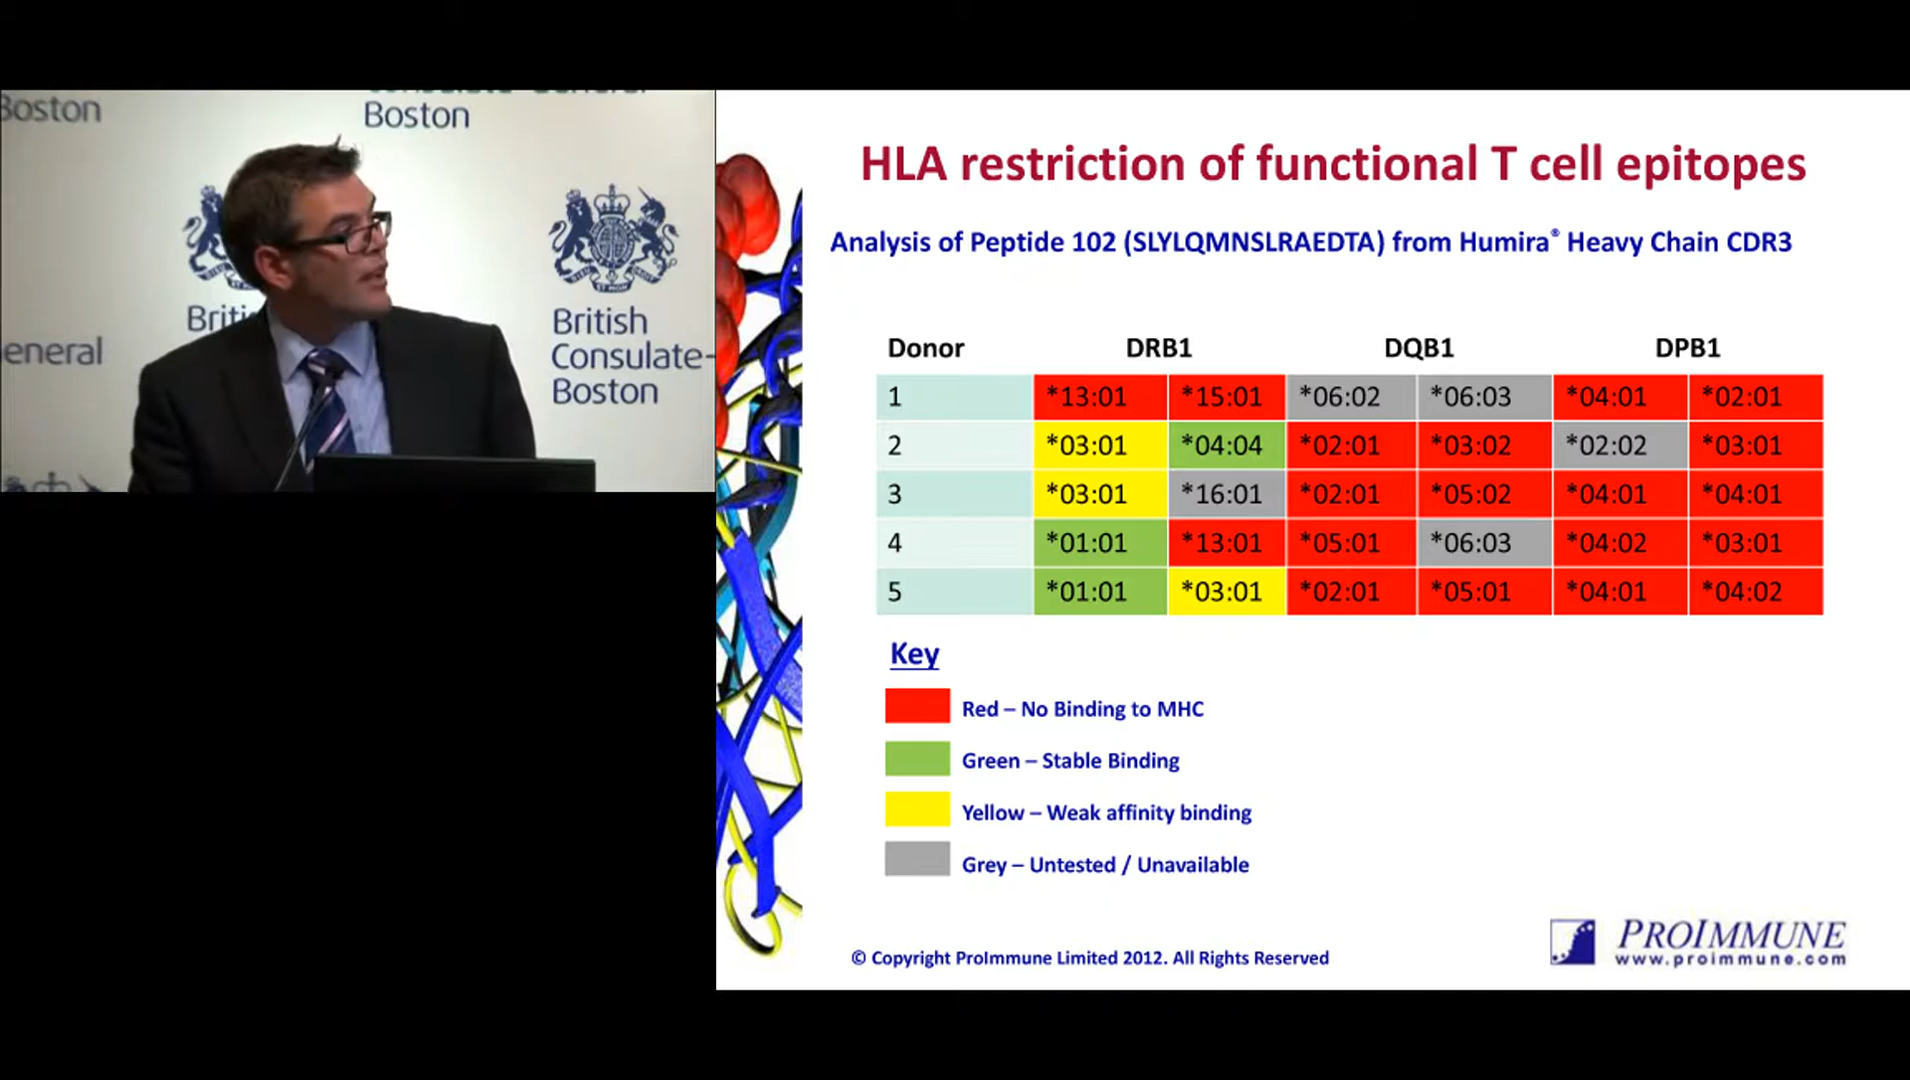 Boston
Consulate-General
Boston
British
Consulate-
Boston
Briti
eneral
HLA restriction of functional T cell epitopes
Analysis of Peptide 102 (SLYLQMNSLRAEDTA) from Humira® Heavy Chain CDR3
Donor DRB1 DQB1 DPB1
1 *13:01 *15:01 *06:02 *06:03 *04:01 *02:01
2 *03:01 *04:04 *02:01 *03:02 *02:02 *03:01
3 *03:01 *16:01 *02:01 *05:02 *04:01 *04:01
4 *01:01 *13:01 *05:01 *06:03 *04:02 *03:01
5 *01:01 *03:01 *02:01 *05:01 *04:01 *04:02
Key
Red – No Binding to MHC
Green – Stable Binding
Yellow – Weak affinity binding
Grey – Untested / Unavailable
© Copyright ProImmune Limited 2012. All Rights Reserved
PROIMMUNE
www.proimmune.com